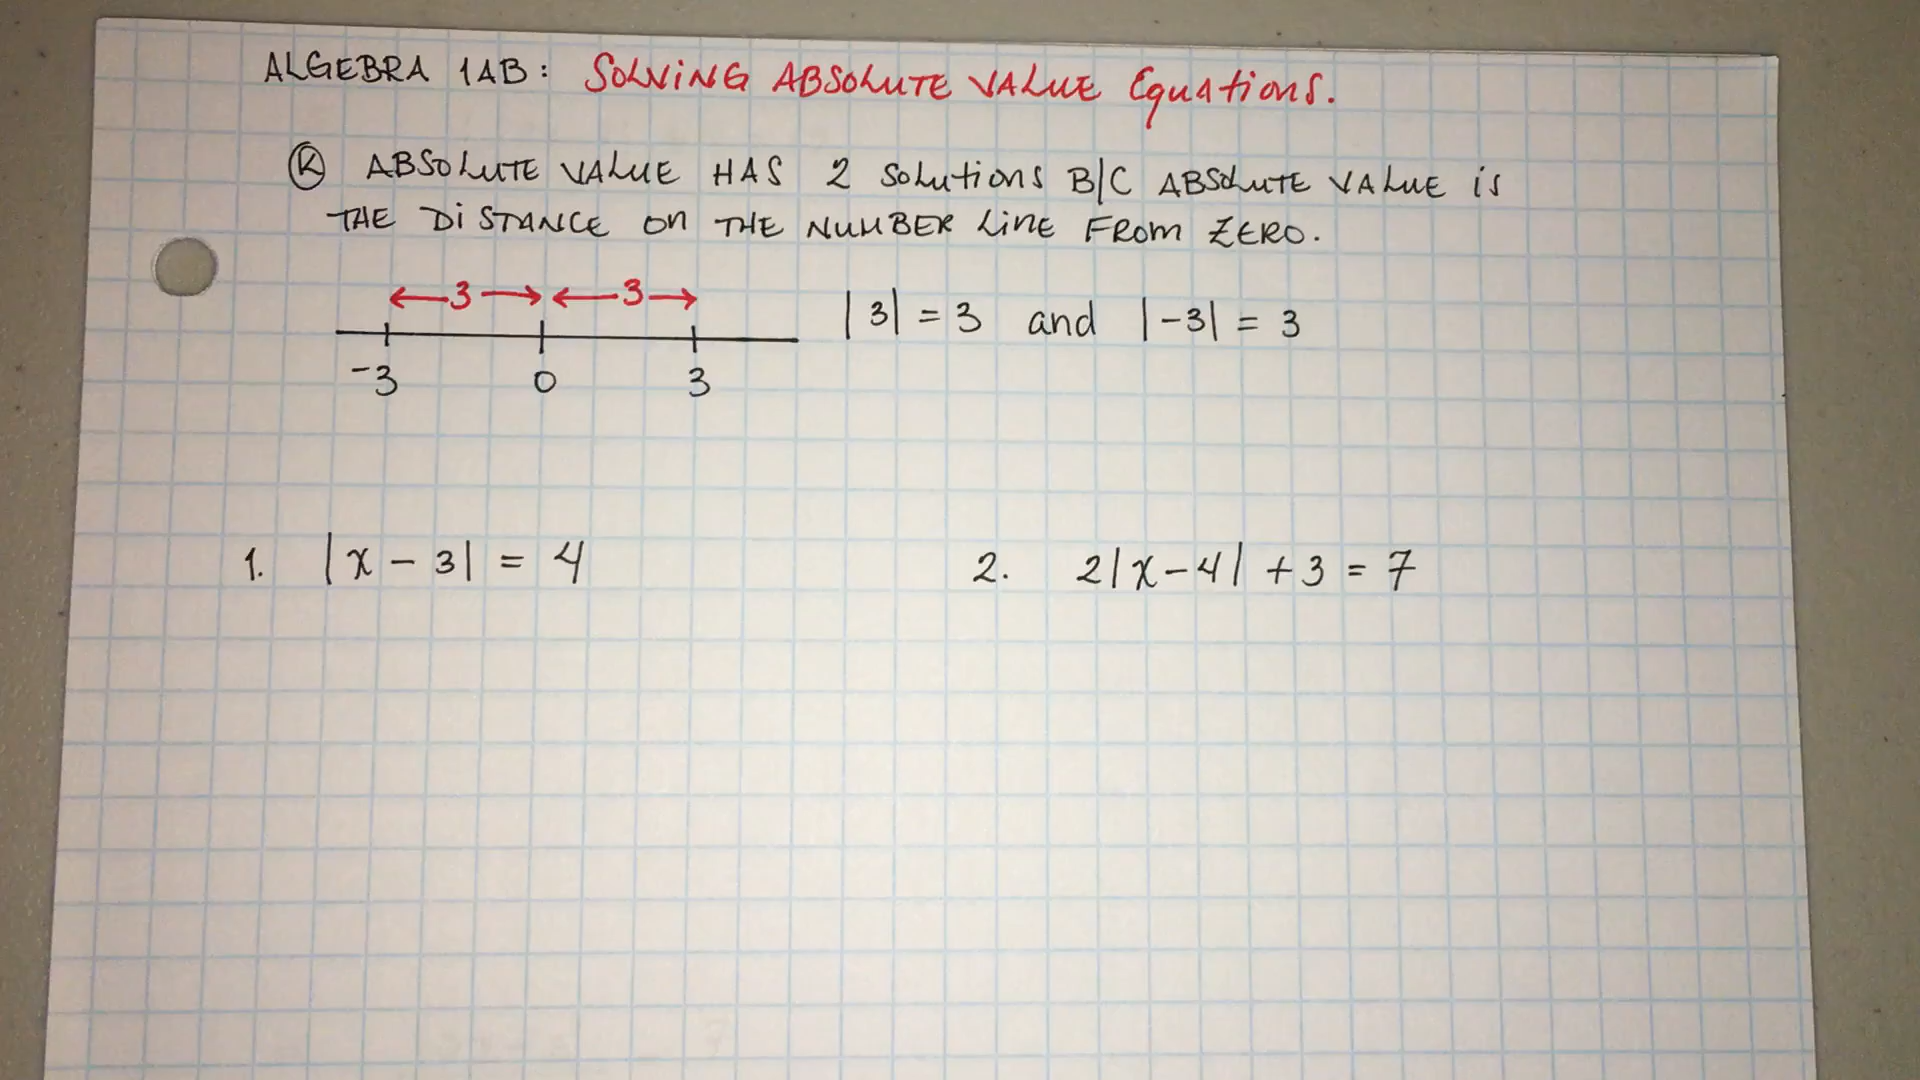 ALGEBRA 1AB: SOLVING ABSOLUTE VALUE Equations.
Ⓡ ABSOLUTE VALUE HAS 2 Solutions B/C ABSOLUTE VALUE is
THE DISTANCE on THE NUMBER LINE FROM ZERO.
3 3
-3 0 3
|3| = 3 and |-3| = 3
1. |x - 3| = 4
2. 2|x-4| + 3 = 7